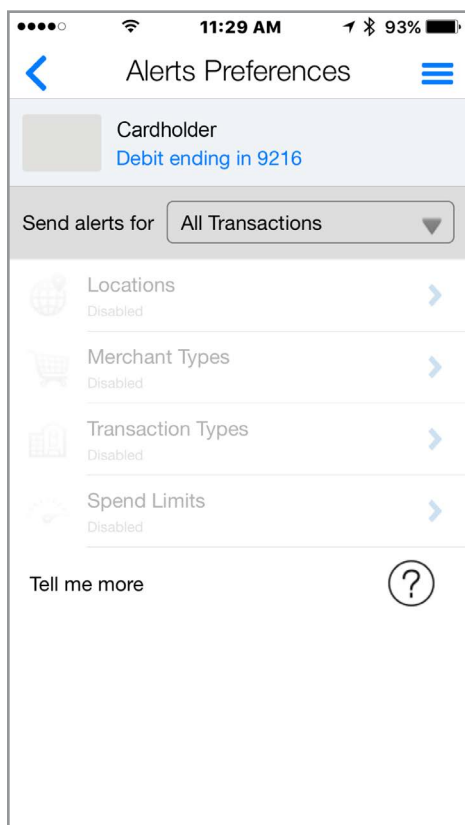 11:29 AM 93%
Alerts Preferences
Cardholder
Debit ending in 9216
Send alerts for All Transactions
Locations
Disabled
Merchant Types
Disabled
Transaction Types
Disabled
Spend Limits
Disabled
Tell me more ?